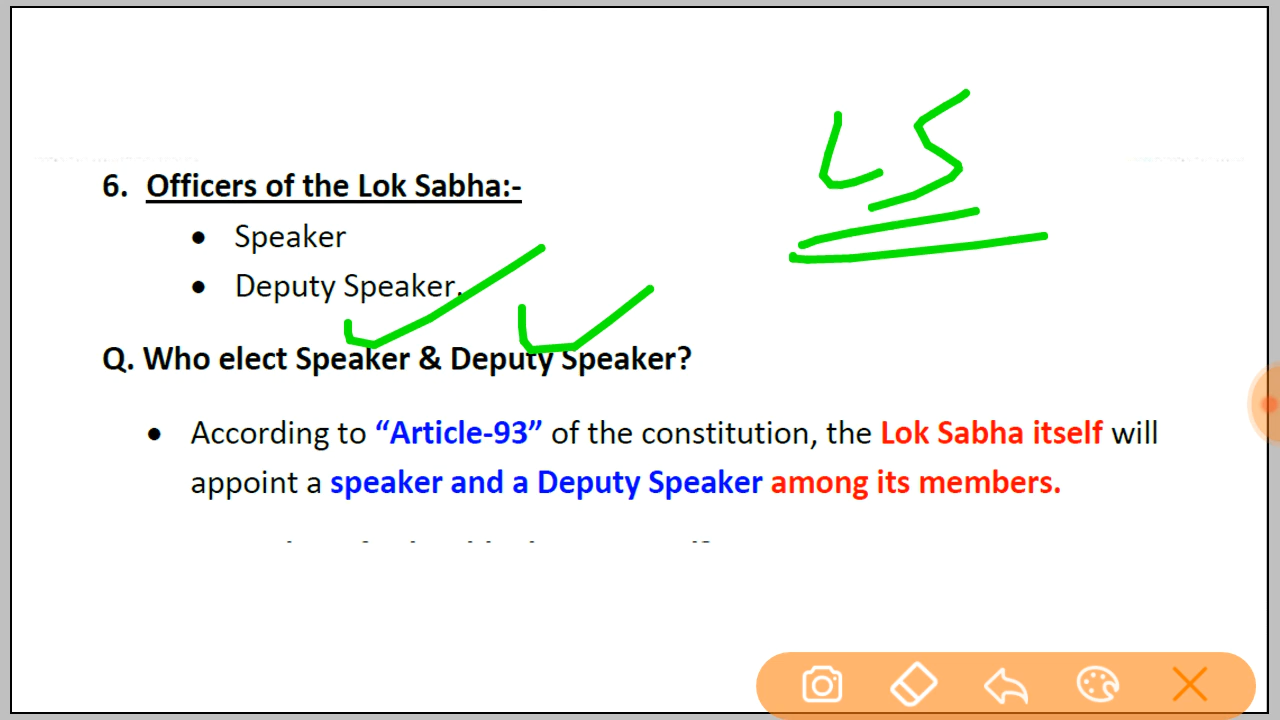 LS
6. Officers of the Lok Sabha:-
• Speaker
• Deputy Speaker.
Q. Who elect Speaker & Deputy Speaker?
• According to “Article-93” of the constitution, the Lok Sabha itself will
appoint a speaker and a Deputy Speaker among its members.